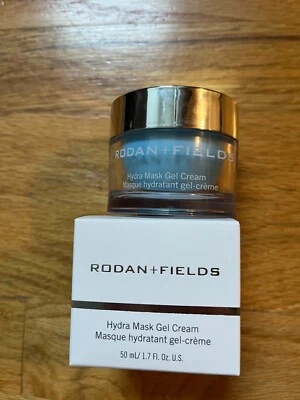 RODAN+FIELDS
Hydra Mask Gel Cream
Masque hydratant gel-crème
RODAN+FIELDS
Hydra Mask Gel Cream
Masque hydratant gel-crème
50 mL/ 1.7 Fl. Oz. U.S.